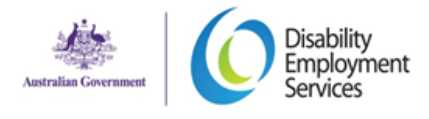 Australian Government
Disability
Employment
Services